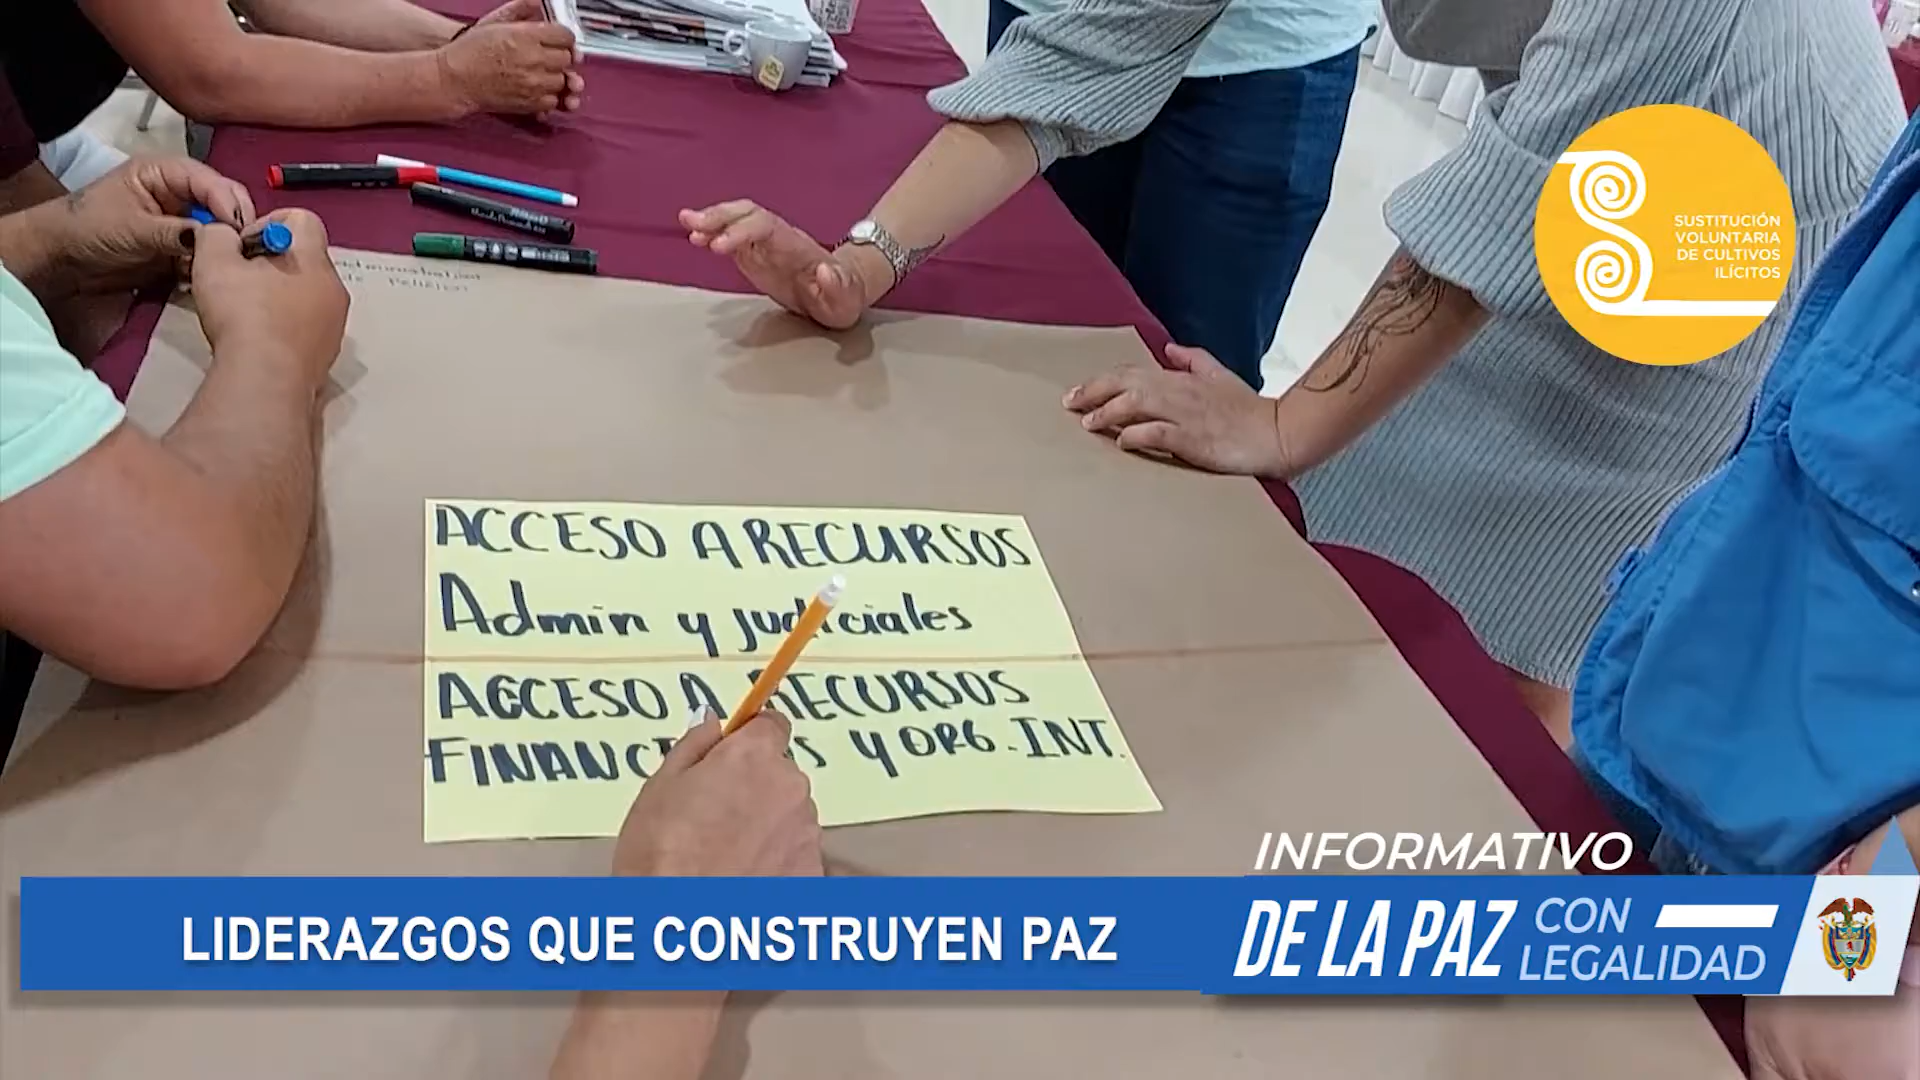 SUSTITUCIÓN
VOLUNTARIA
DE CULTIVOS
ILÍCITOS
ACCESO A RECURSOS
Admin y judiciales
ACCESO A RECURSOS
Y ORG. INT.
INFORMATIVO
LIDERAZGOS QUE CONSTRUYEN PAZ
DE LA PAZ CON
LEGALIDAD